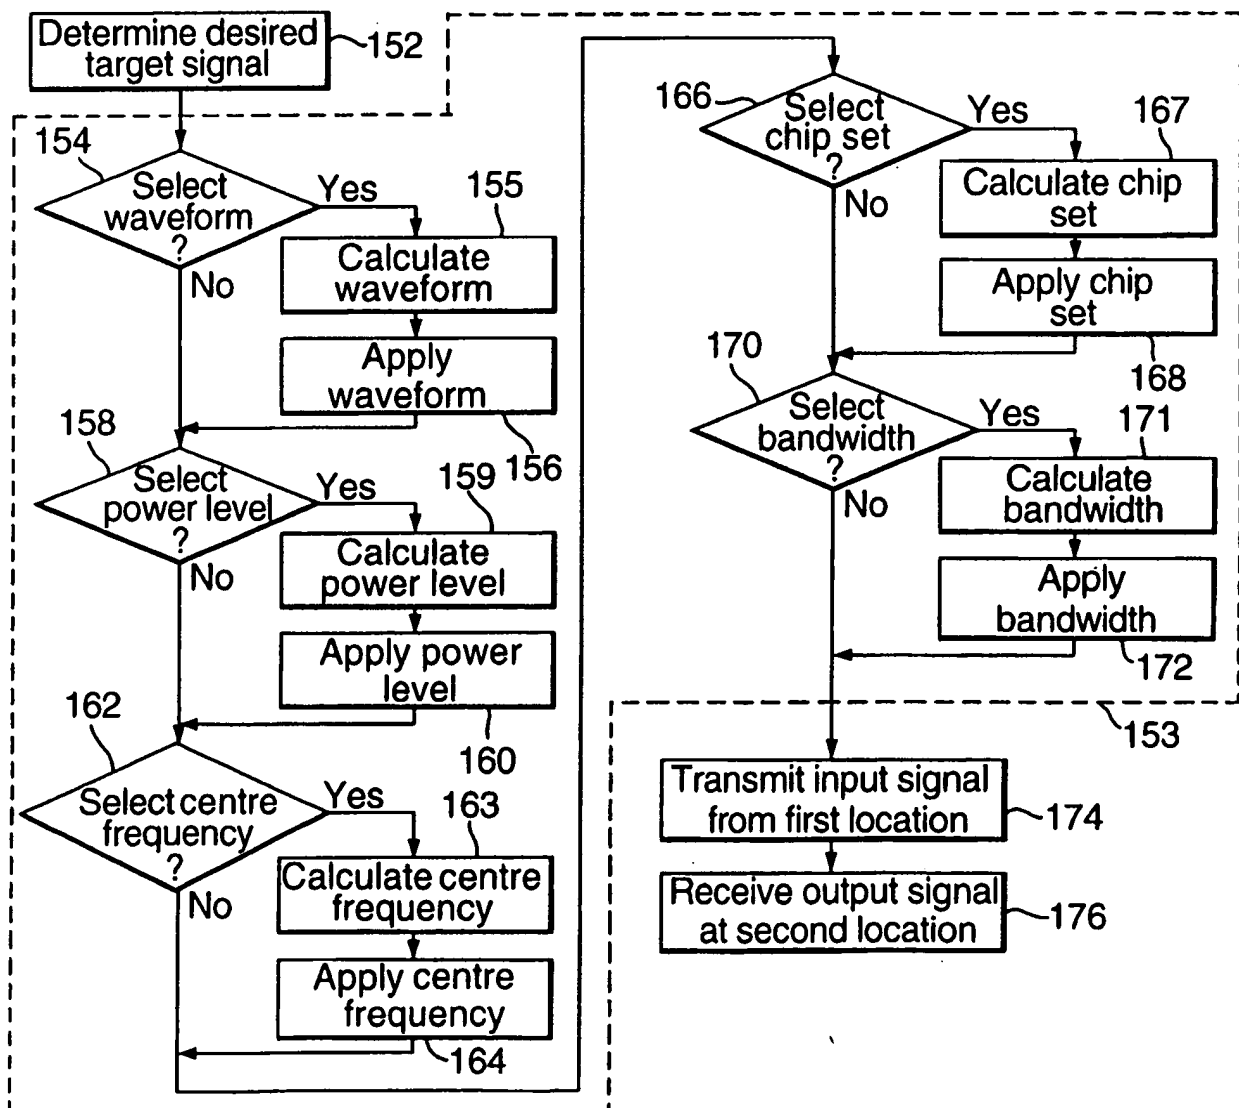 Determine desired
target signal
152
154
Select
waveform
?
Yes
No
155
Calculate
waveform
Apply
waveform
156
158
Select
power level
?
Yes
No
159
Calculate
power level
Apply power
level
160
162
Select centre
frequency
?
Yes
No
163
Calculate centre
frequency
Apply centre
frequency
164
166
Select
chip set
?
Yes
No
167
Calculate chip
set
Apply chip
set
168
170
Select
bandwidth
?
Yes
No
171
Calculate
bandwidth
Apply
bandwidth
172
153
Transmit input signal
from first location
174
Receive output signal
at second location
176